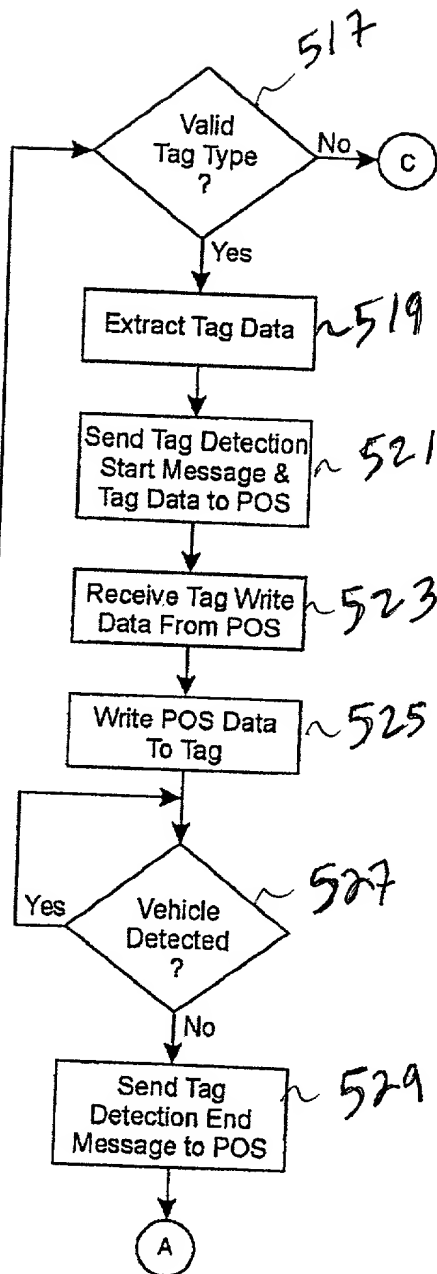 517
Valid
Tag Type
?
No
C
Yes
Extract Tag Data
519
Send Tag Detection
Start Message &
Tag Data to POS
521
Receive Tag Write
Data From POS
523
Write POS Data
To Tag
525
Yes
Vehicle
Detected
?
527
No
Send Tag
Detection End
Message to POS
529
A